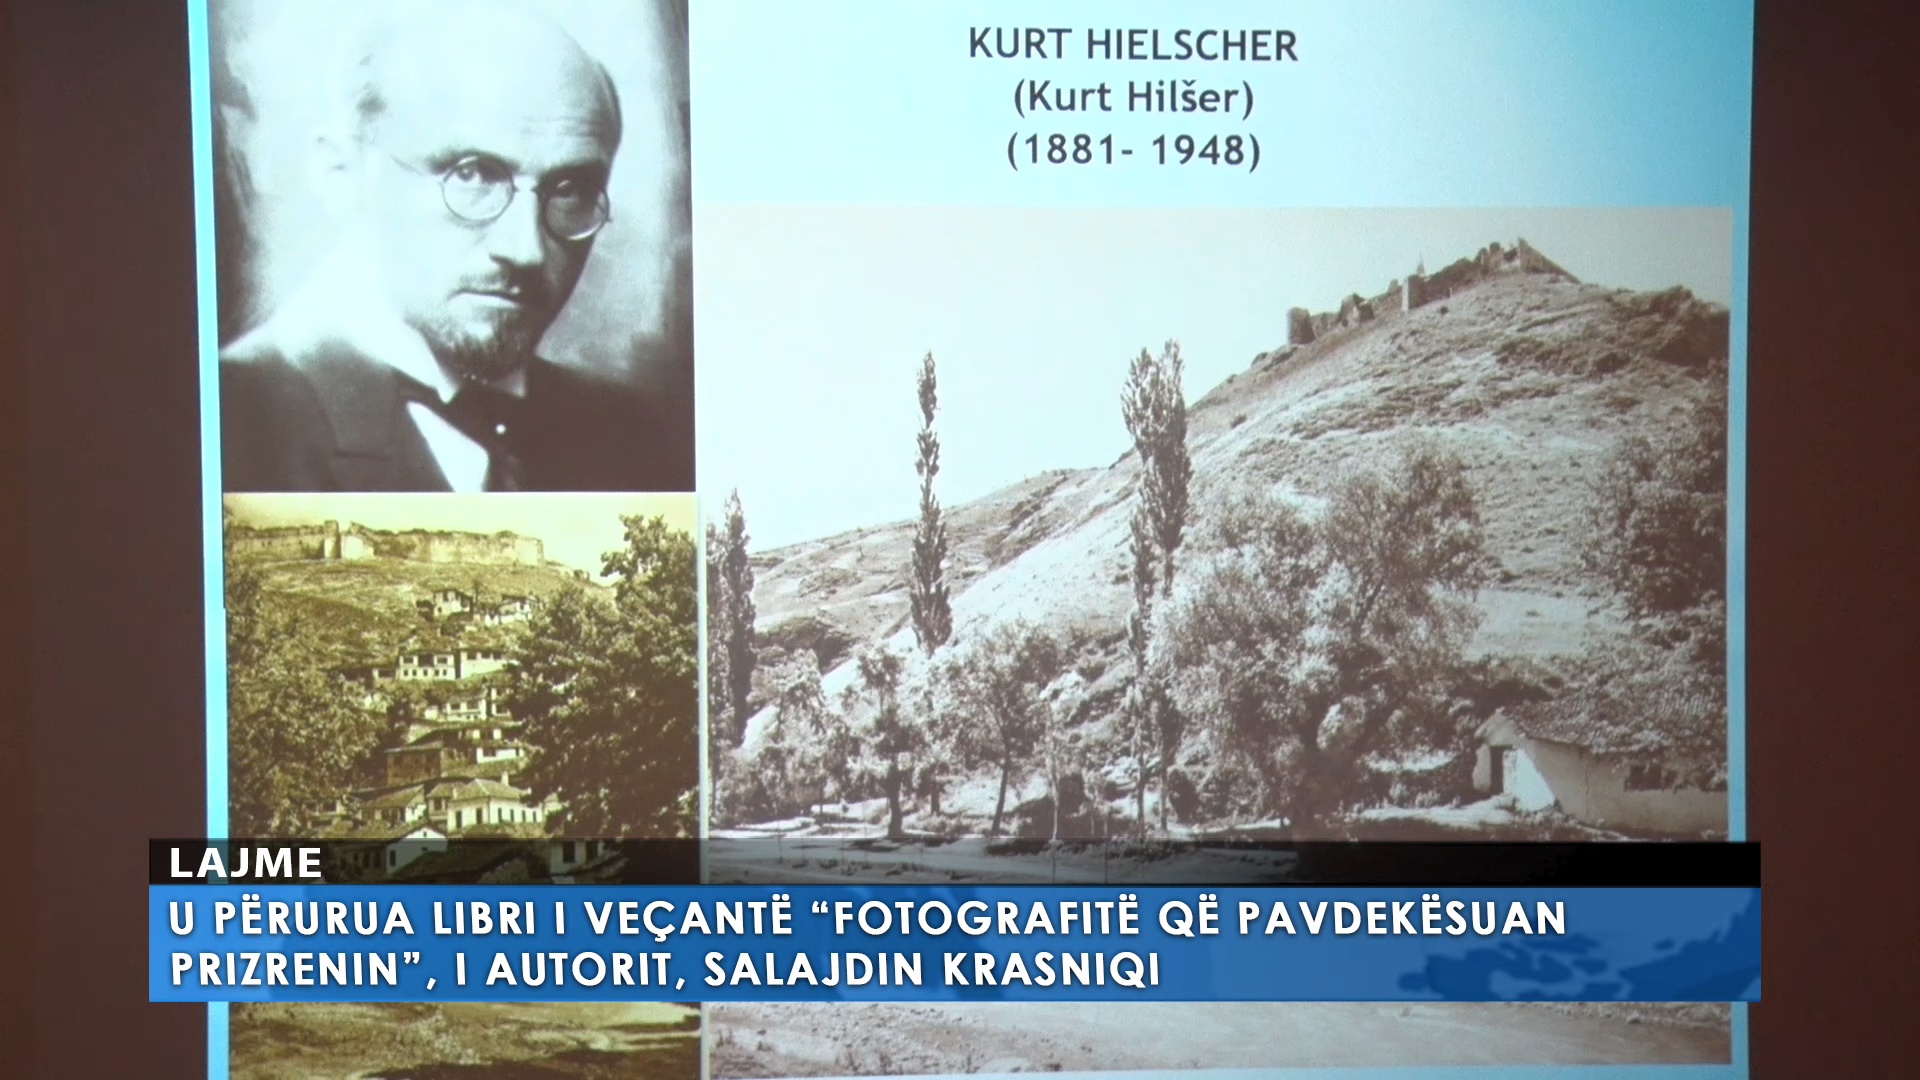 KURT HIELSCHER
(Kurt Hilšer)
(1881- 1948)
LAJME
U PËRURUA LIBRI I VEÇANTË “FOTOGRAFITË QË PAVDEKËSUAN
PRIZRENIN”, I AUTORIT, SALAJDIN KRASNIQI